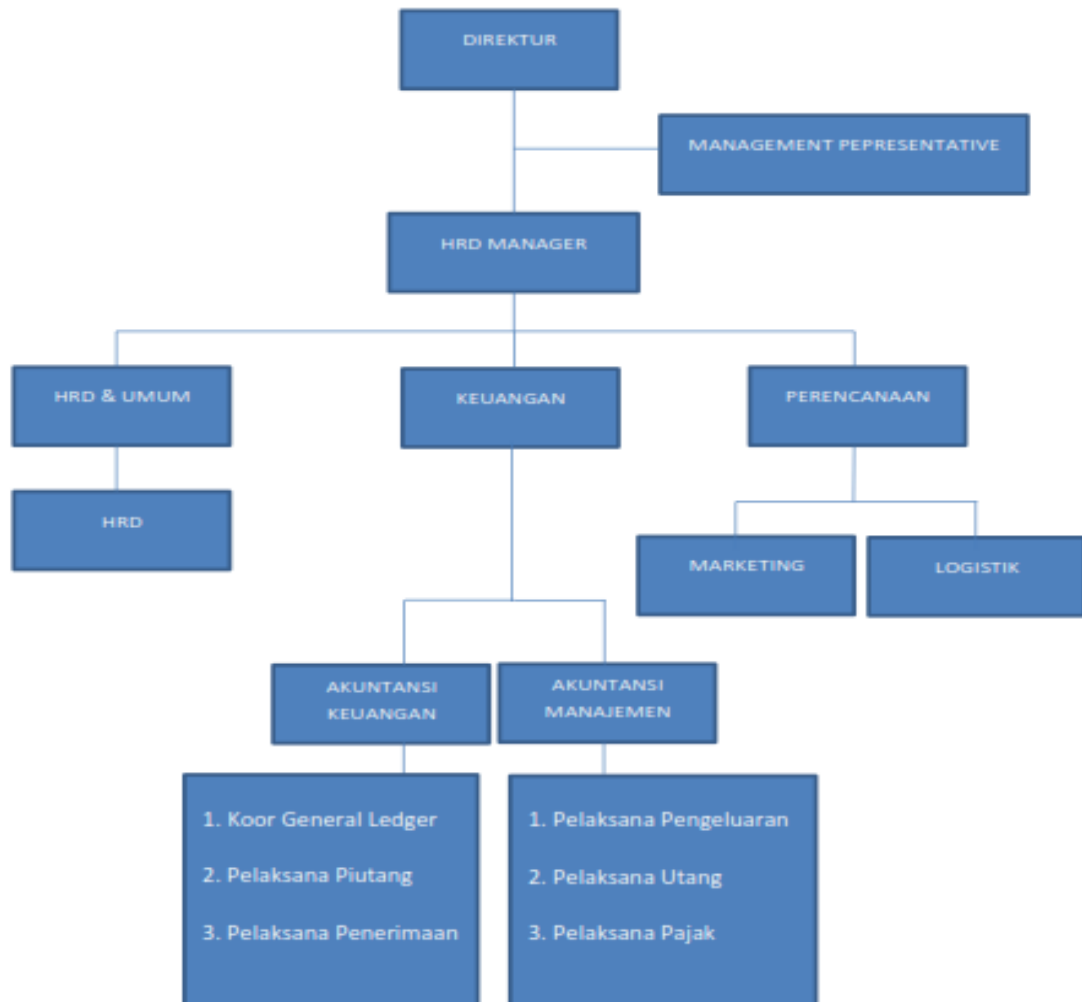 DIREKTUR
MANAGEMENT PEPRESENTATIVE
HRD MANAGER
HRD & UMUM
KEUANGAN
PERENCANAAN
HRD
MARKETING
LOGISTIK
AKUNTANSI
KEUANGAN
AKUNTANSI
MANAJEMEN
1. Koor General Ledger
2. Pelaksana Piutang
3. Pelaksana Penerimaan
1. Pelaksana Pengeluaran
2. Pelaksana Utang
3. Pelaksana Pajak